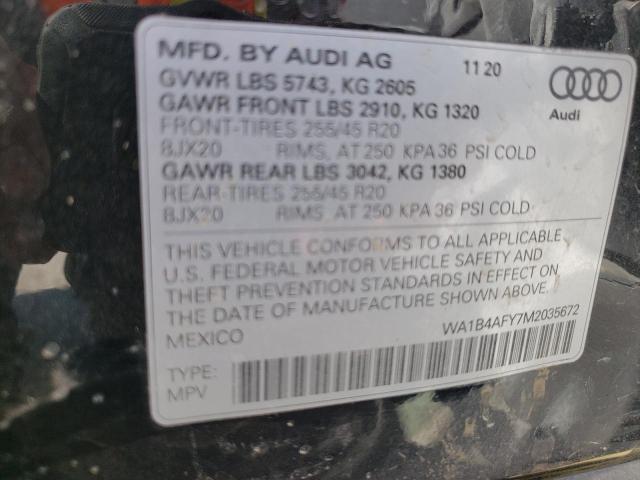 MFD. BY AUDI AG 11 20
GVWR LBS 5743, KG 2605
GAWR FRONT LBS 2910, KG 1320
Audi
FRONT-TIRES 255/45 R20
8JX20 RIMS, AT 250 KPA 36 PSI COLD
GAWR REAR LBS 3042, KG 1380
REAR-TIRES 255/45 R20
8JX20 RIMS, AT 250 KPA 36 PSI COLD
THIS VEHICLE CONFORMS TO ALL APPLICABLE
U.S. FEDERAL MOTOR VEHICLE SAFETY AND
THEFT PREVENTION STANDARDS IN EFFECT ON
THE DATE OF MANUFACTURE SHOWN ABOVE.
MEXICO WA1B4AFY7M2035672
TYPE:
MPV